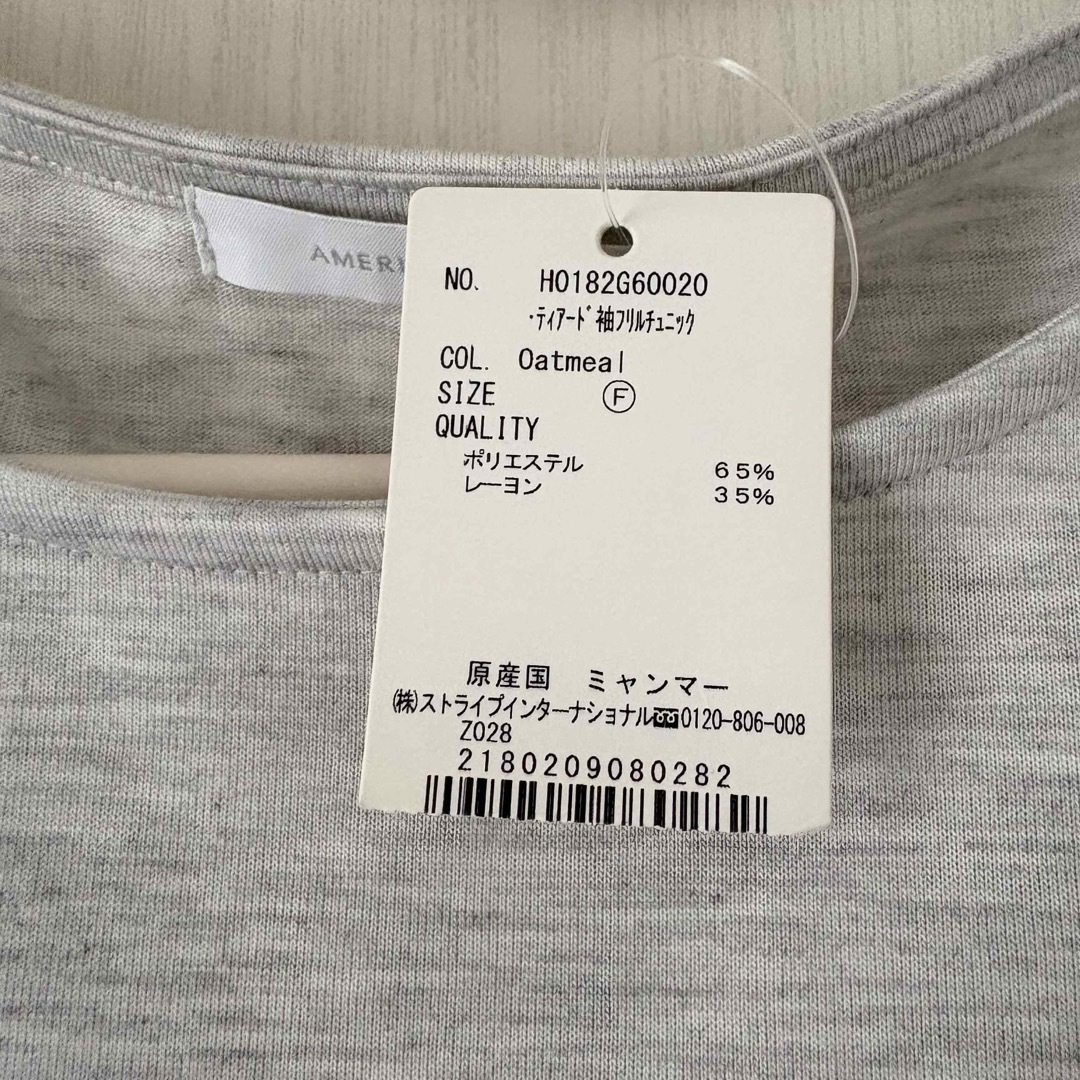 AMERI
NO. H0182G60020
・ティアード袖フリルチュニック
COL. Oatmeal
SIZE Ⓕ
QUALITY
ポリエステル 65%
レーヨン 35%
原産国 ミャンマー
(株)ストライプインターナショナル 0120-806-008
Z028
2180209080282